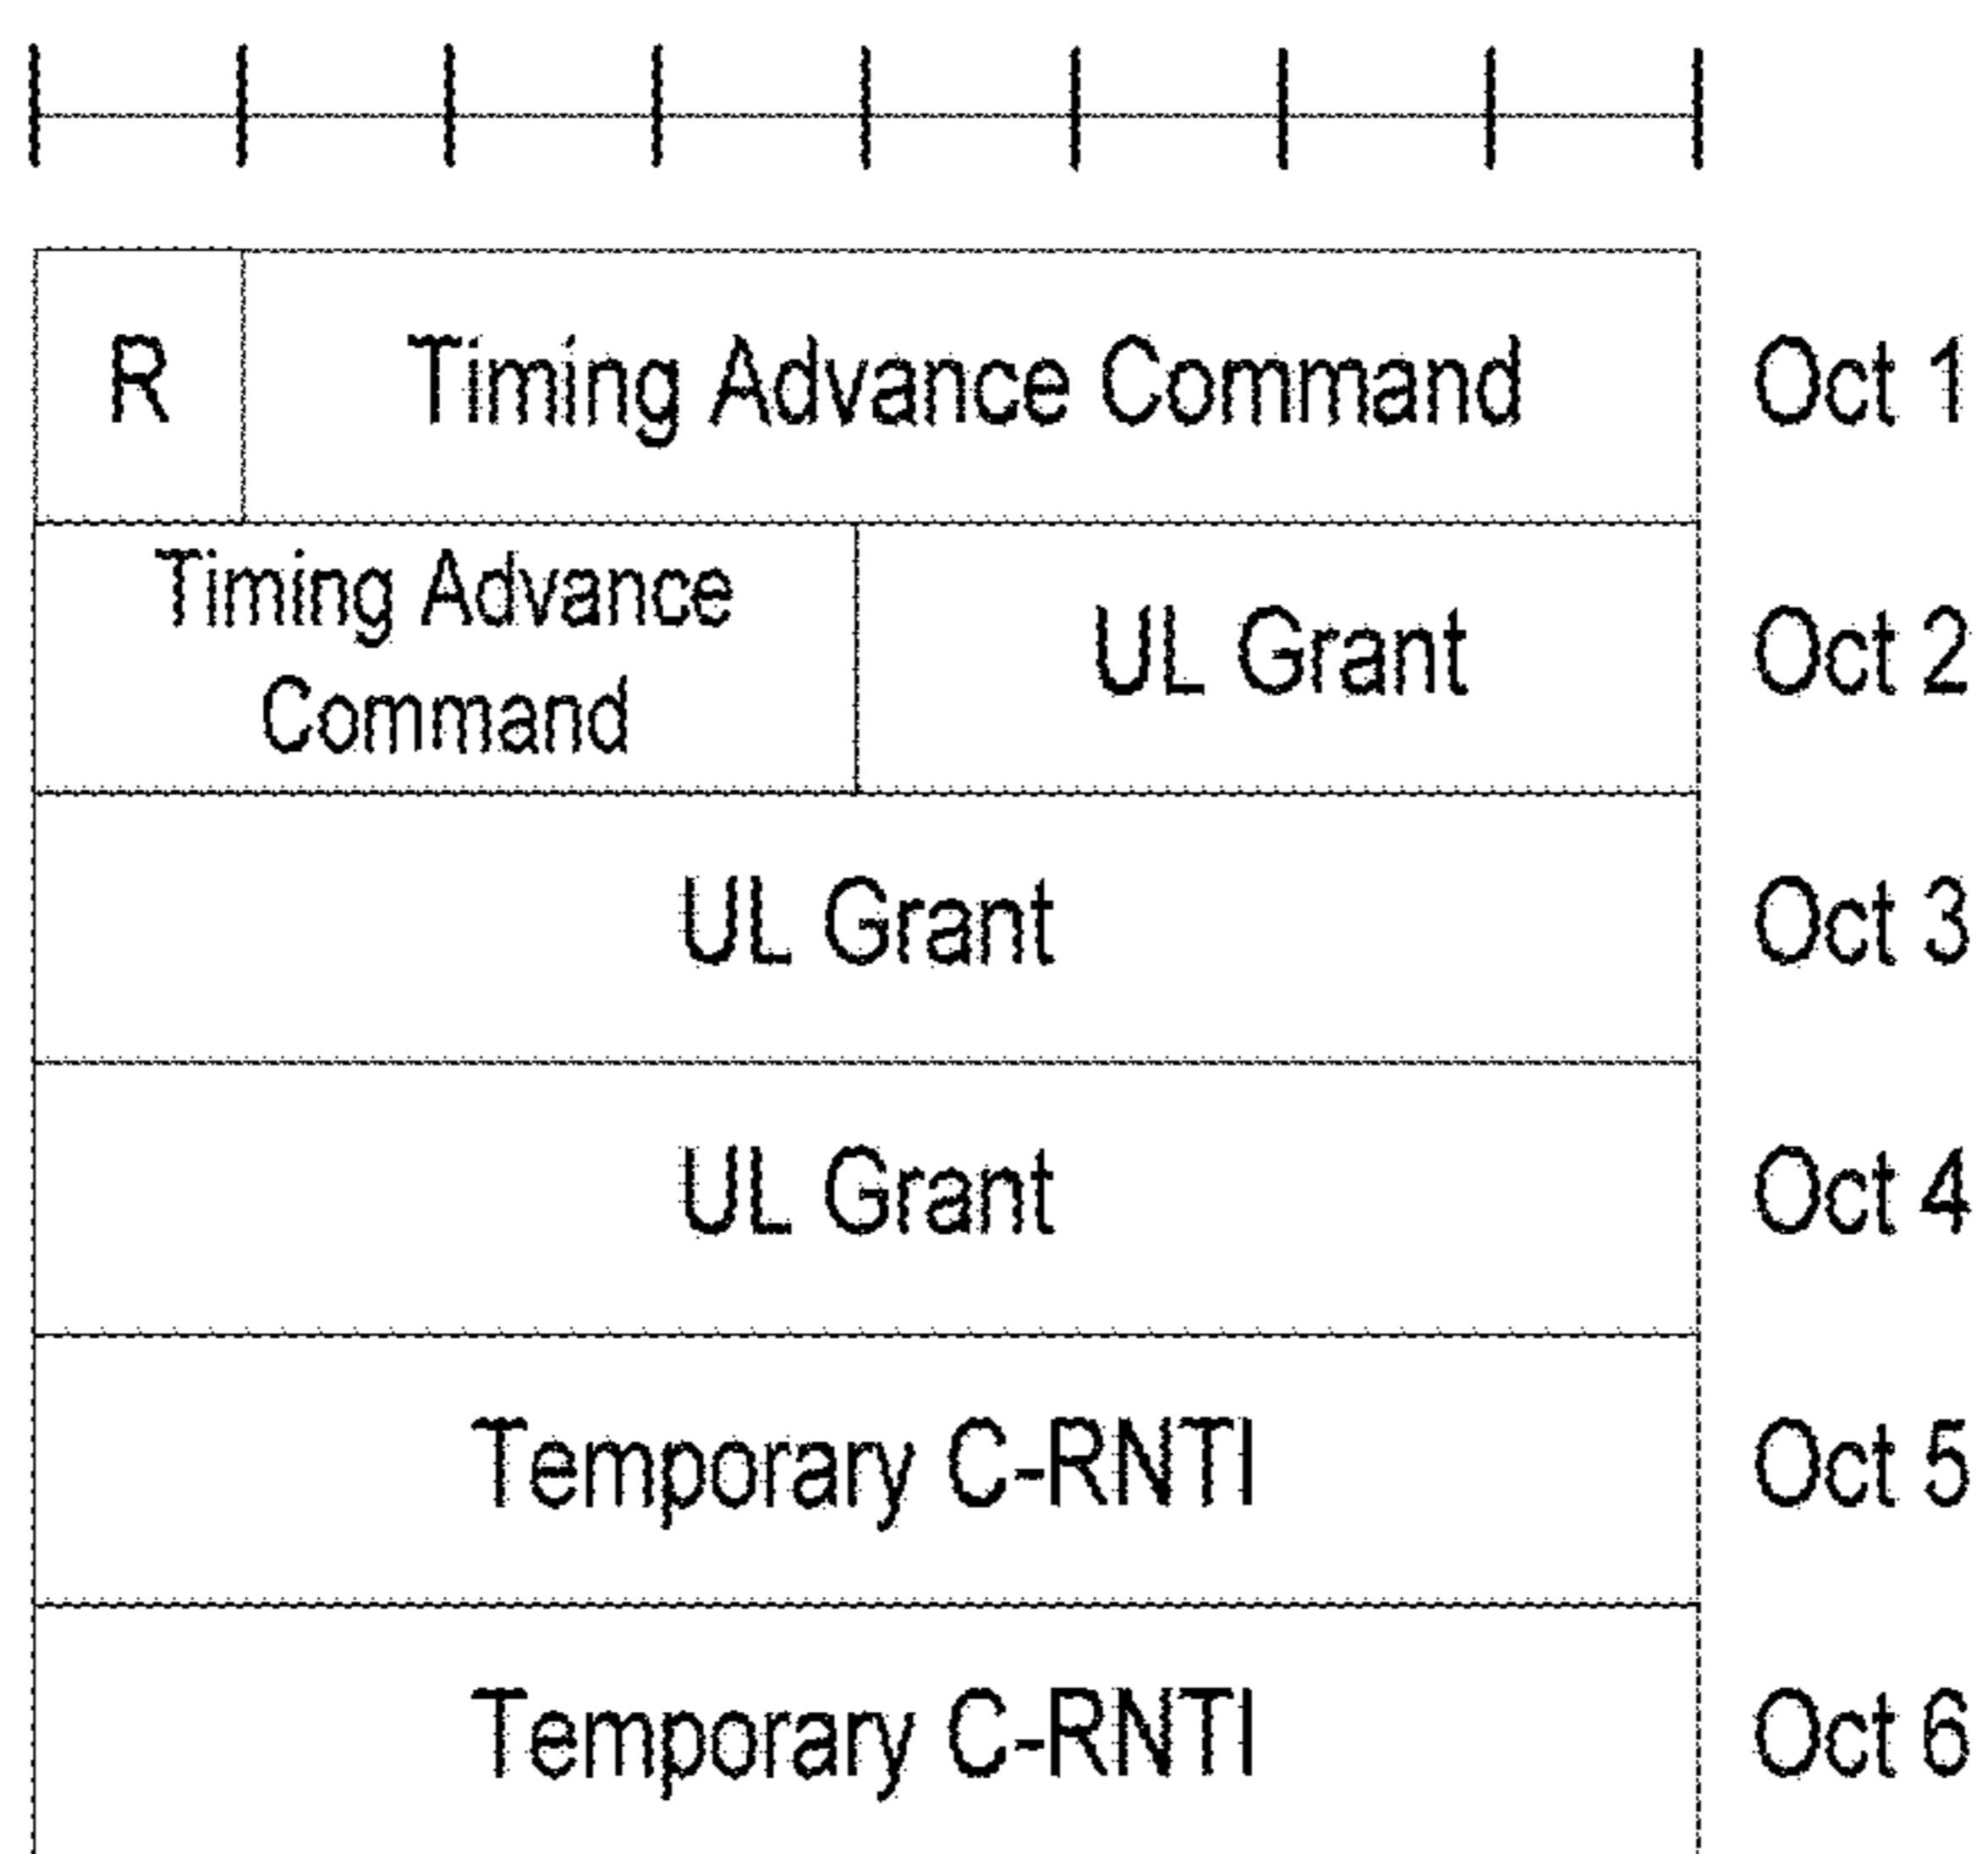 R Timing Advance Command Oct 1
Timing Advance
Command
UL Grant Oct 2
UL Grant Oct 3
UL Grant Oct 4
Temporary C-RNTI Oct 5
Temporary C-RNTI Oct 6